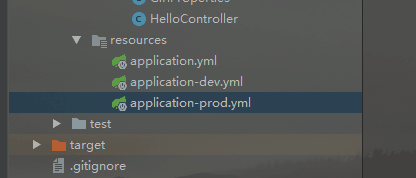 HelloController
resources
application.yml
application-dev.yml
application-prod.yml
test
target
.gitignore